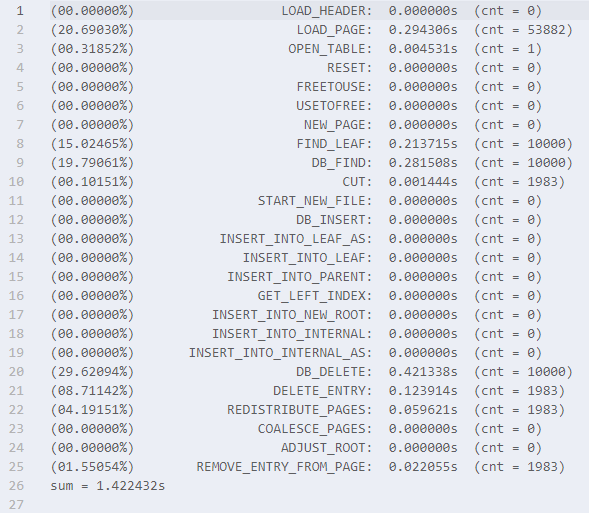 1 (00.00000%) LOAD_HEADER: 0.000000s (cnt = 0)
2 (20.69030%) LOAD_PAGE: 0.294306s (cnt = 53882)
3 (00.31852%) OPEN_TABLE: 0.004531s (cnt = 1)
4 (00.00000%) RESET: 0.000000s (cnt = 0)
5 (00.00000%) FREETOUSE: 0.000000s (cnt = 0)
6 (00.00000%) USETOFREE: 0.000000s (cnt = 0)
7 (00.00000%) NEW_PAGE: 0.000000s (cnt = 0)
8 (15.02465%) FIND_LEAF: 0.213715s (cnt = 10000)
9 (19.79061%) DB_FIND: 0.281508s (cnt = 10000)
10 (00.10151%) CUT: 0.001444s (cnt = 1983)
11 (00.00000%) START_NEW_FILE: 0.000000s (cnt = 0)
12 (00.00000%) DB_INSERT: 0.000000s (cnt = 0)
13 (00.00000%) INSERT_INTO_LEAF_AS: 0.000000s (cnt = 0)
14 (00.00000%) INSERT_INTO_LEAF: 0.000000s (cnt = 0)
15 (00.00000%) INSERT_INTO_PARENT: 0.000000s (cnt = 0)
16 (00.00000%) GET_LEFT_INDEX: 0.000000s (cnt = 0)
17 (00.00000%) INSERT_INTO_NEW_ROOT: 0.000000s (cnt = 0)
18 (00.00000%) INSERT_INTO_INTERNAL: 0.000000s (cnt = 0)
19 (00.00000%) INSERT_INTO_INTERNAL_AS: 0.000000s (cnt = 0)
20 (29.62094%) DB_DELETE: 0.421338s (cnt = 10000)
21 (08.71142%) DELETE_ENTRY: 0.123914s (cnt = 1983)
22 (04.19151%) REDISTRIBUTE_PAGES: 0.059621s (cnt = 1983)
23 (00.00000%) COALESCE_PAGES: 0.000000s (cnt = 0)
24 (00.00000%) ADJUST_ROOT: 0.000000s (cnt = 0)
25 (01.55054%) REMOVE_ENTRY_FROM_PAGE: 0.022055s (cnt = 1983)
26 sum = 1.422432s
27